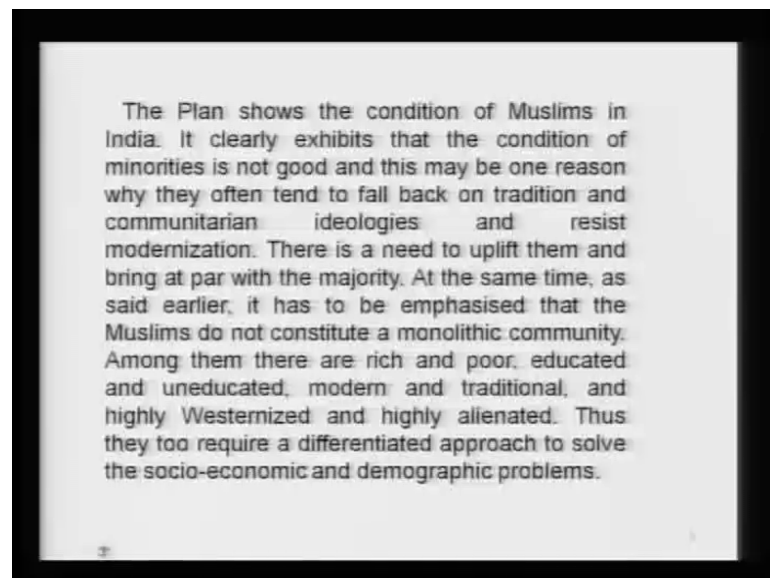 The Plan shows the condition of Muslims in
India. It clearly exhibits that the condition of
minorities is not good and this may be one reason
why they often tend to fall back on tradition and
communitarian ideologies and resist
modernization. There is a need to uplift them and
bring at par with the majority. At the same time, as
said earlier, it has to be emphasised that the
Muslims do not constitute a monolithic community.
Among them there are rich and poor, educated
and uneducated, modern and traditional, and
highly Westernized and highly alienated. Thus
they too require a differentiated approach to solve
the socio-economic and demographic problems.